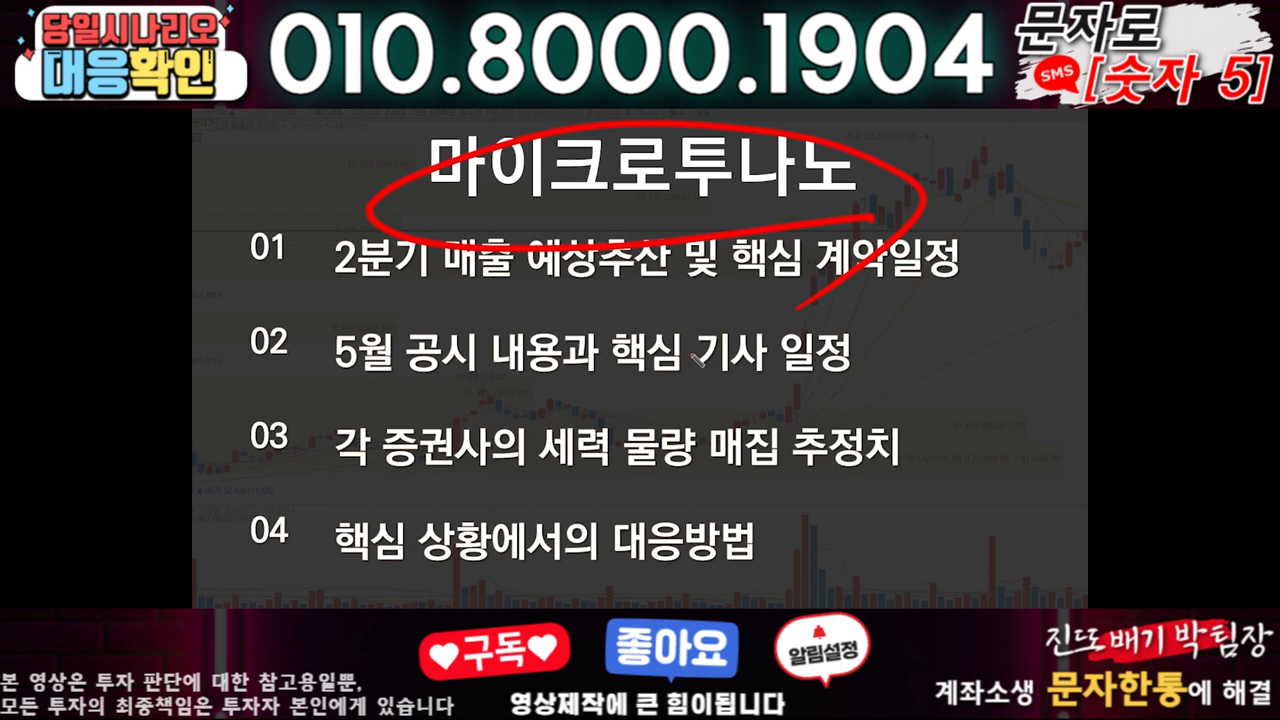 당일시나리오
대응확인
010.8000.1904
문자로
SMS
[숫자 5]
마이크로투나노
01 2분기 매출 예상추산 및 핵심 계약일정
02 5월 공시 내용과 핵심 기사 일정
03 각 증권사의 세력 물량 매집 추정치
04 핵심 상황에서의 대응방법
구독
좋아요
알림설정
영상제작에 큰 힘이됩니다
본 영상은 투자 판단에 대한 참고용일뿐,
모든 투자의 최종책임은 투자자 본인에게 있습니다
진또배기 박팀장
계좌소생 문자한통에 해결